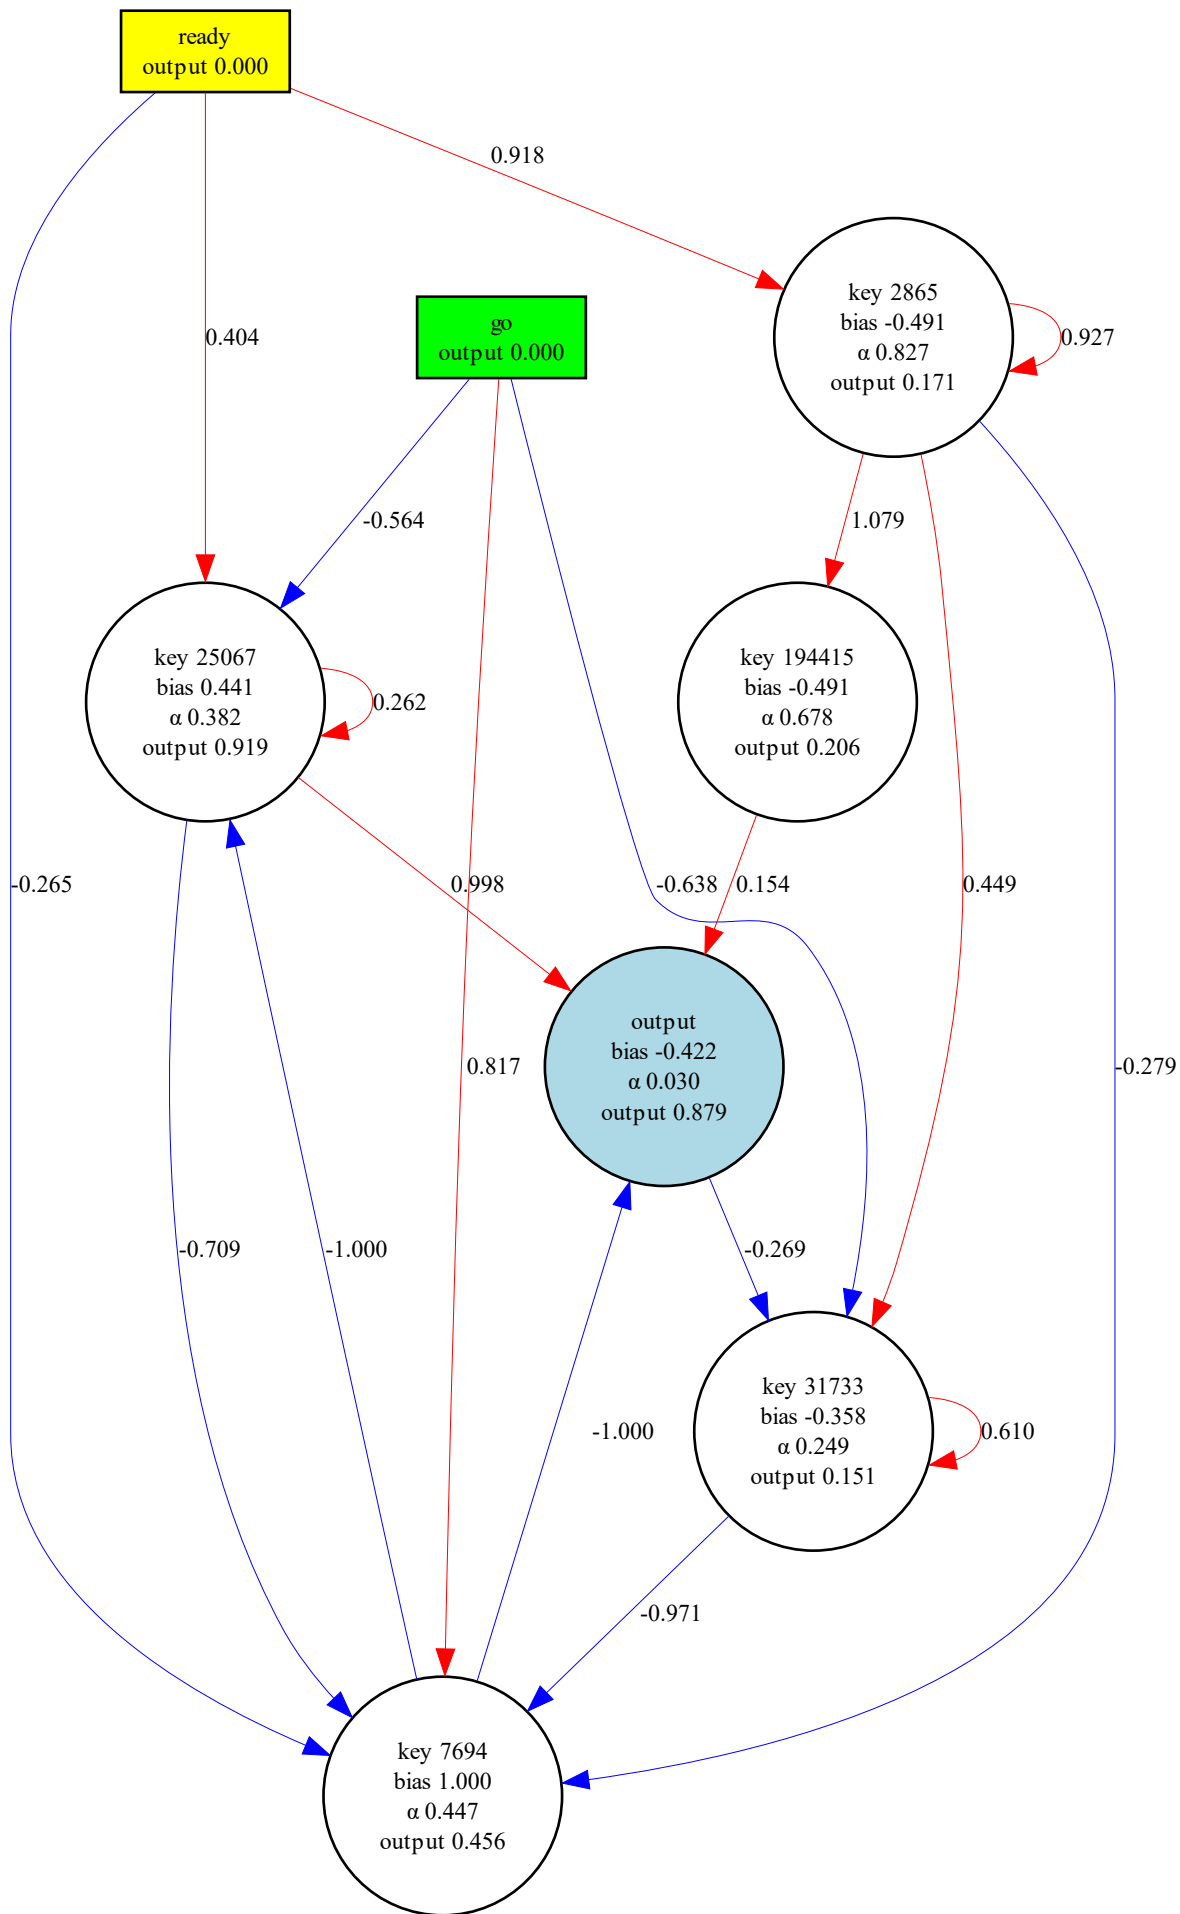 ready
output 0.000
0.918
key 2865
bias -0.491
α 0.827
output 0.171
0.927
go
output 0.000
0.404
-0.564
1.079
key 25067
bias 0.441
α 0.382
output 0.919
0.262
key 194415
bias -0.491
α 0.678
output 0.206
-0.265
0.998
-0.638
0.154
0.449
output
bias -0.422
α 0.030
output 0.879
0.817
-0.279
-0.709
-1.000
-0.269
-1.000
key 31733
bias -0.358
α 0.249
output 0.151
0.610
-0.971
key 7694
bias 1.000
α 0.447
output 0.456